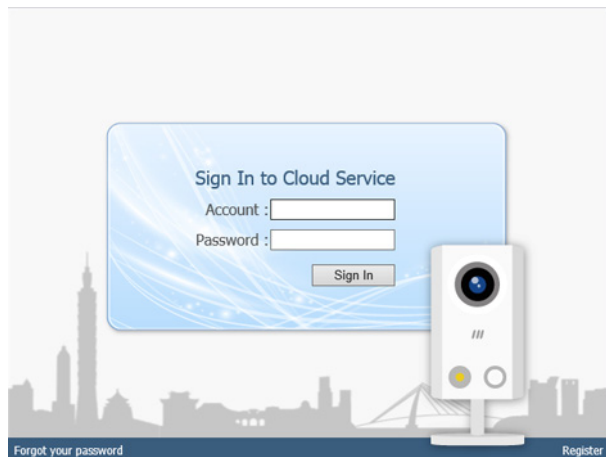 Sign In to Cloud Service
Account :
Password :
Sign In
Forgot your password
Register